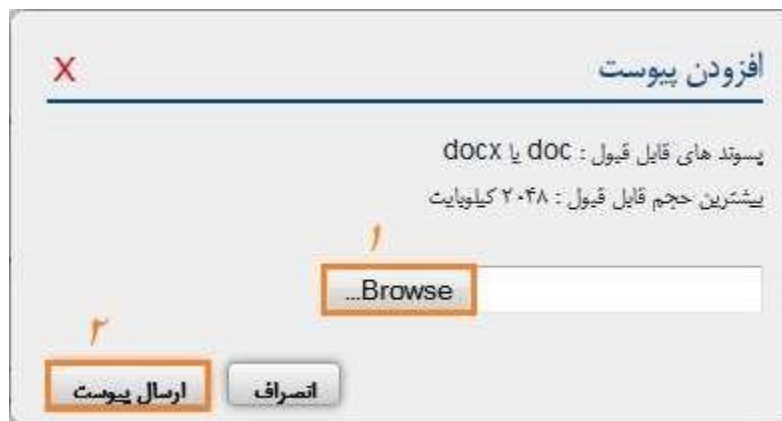 افزودن پیوست
X
پسوند های قابل قبول : doc یا docx
بیشترین حجم قابل قبول : ۲۰۴۸ کیلوبایت
۱
Browse...
۲
انصراف
ارسال پیوست